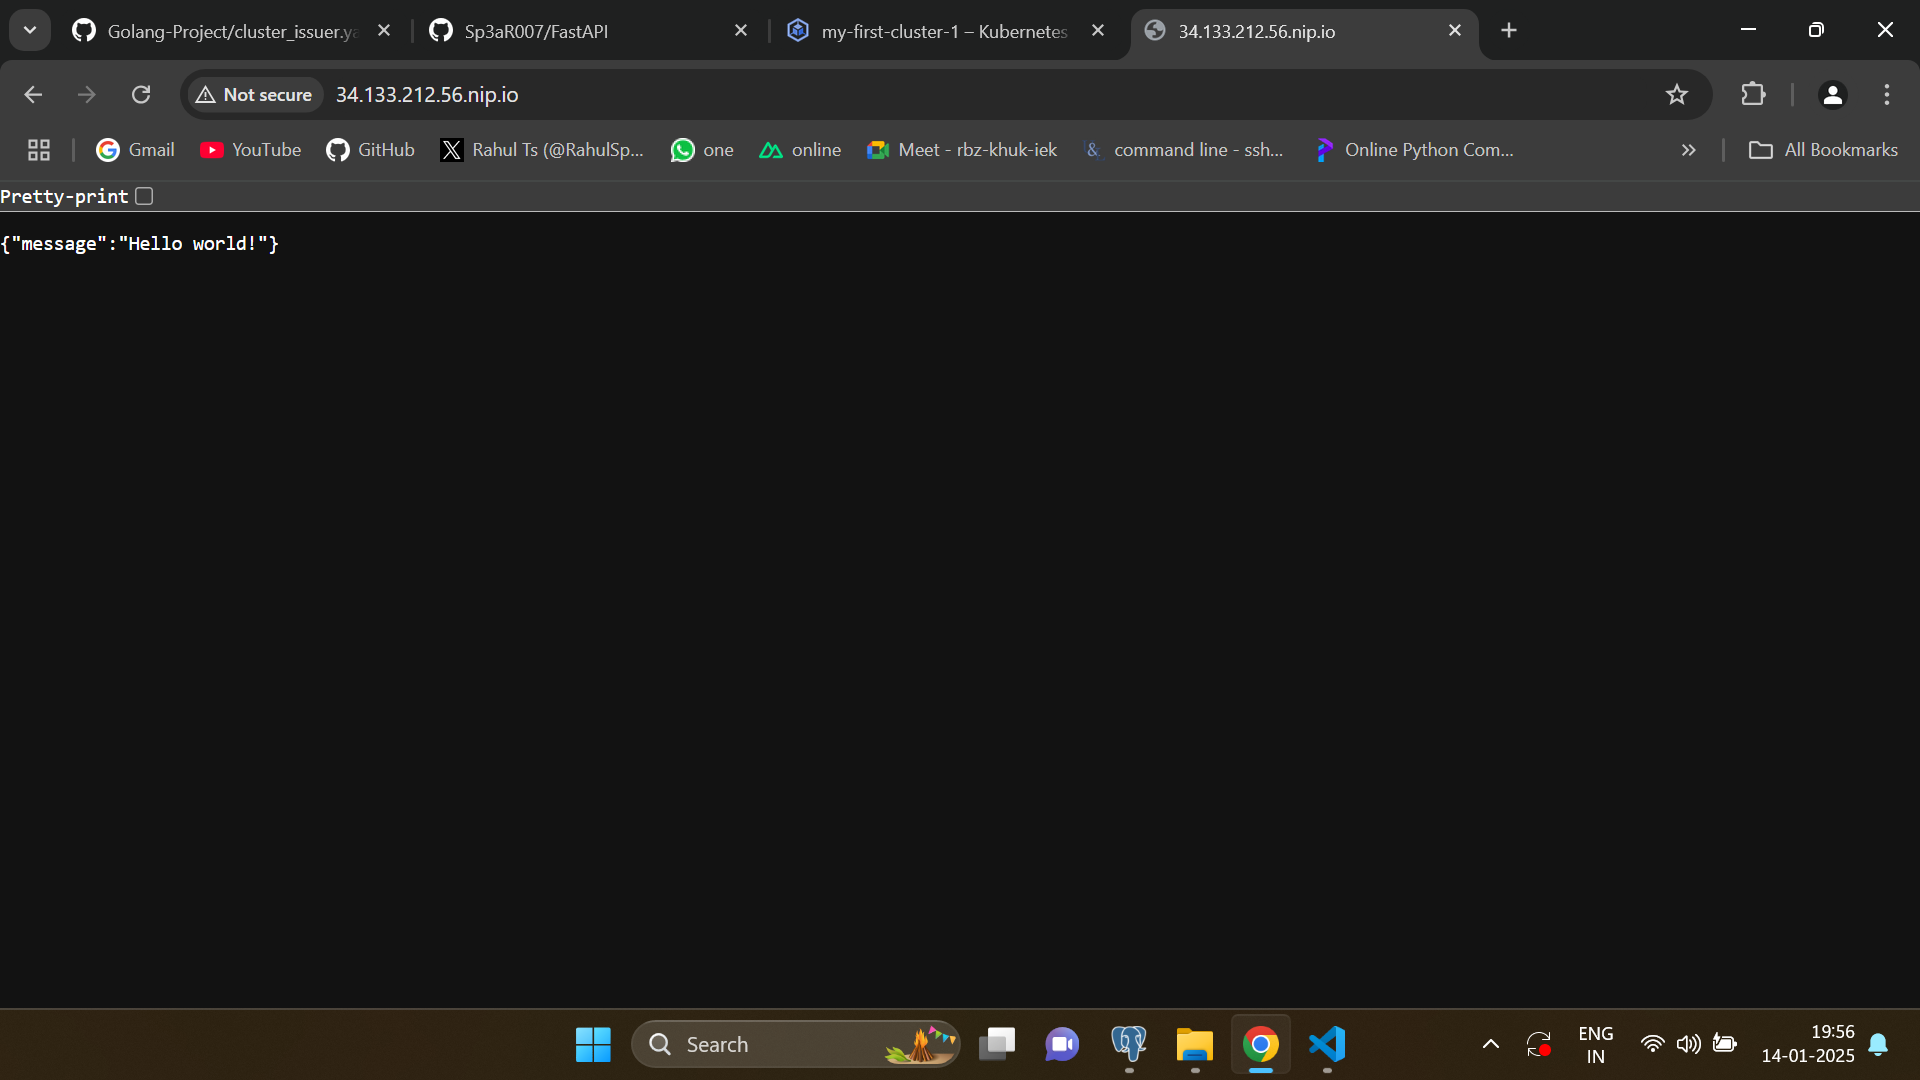 Golang-Project/cluster_issuer.ya
Sp3aR007/FastAPI
my-first-cluster-1 – Kubernetes
34.133.212.56.nip.io
Not secure
34.133.212.56.nip.io
Gmail
YouTube
GitHub
Rahul Ts (@RahulSp...
one
online
Meet - rbz-khuk-iek
command line - ssh...
Online Python Com...
All Bookmarks
Pretty-print
{"message":"Hello world!"}
Search
ENG
IN
19:56
14-01-2025